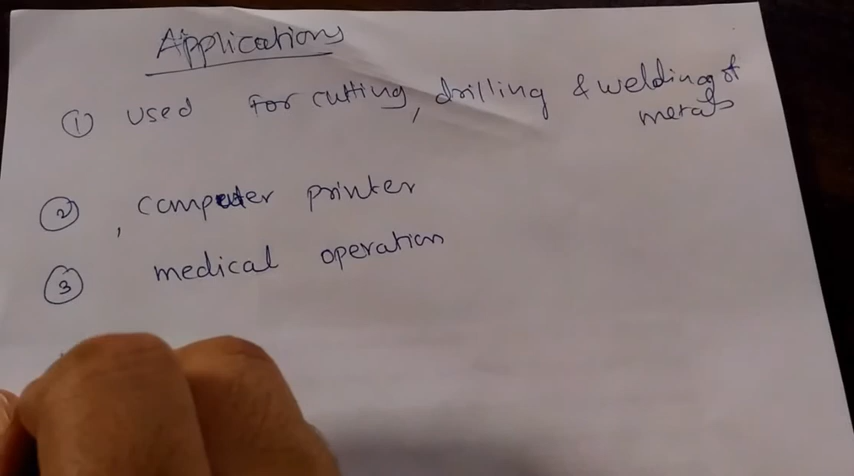 Applications
① used for cutting, drilling & welding of
metals
② , computer printer
③ medical operation